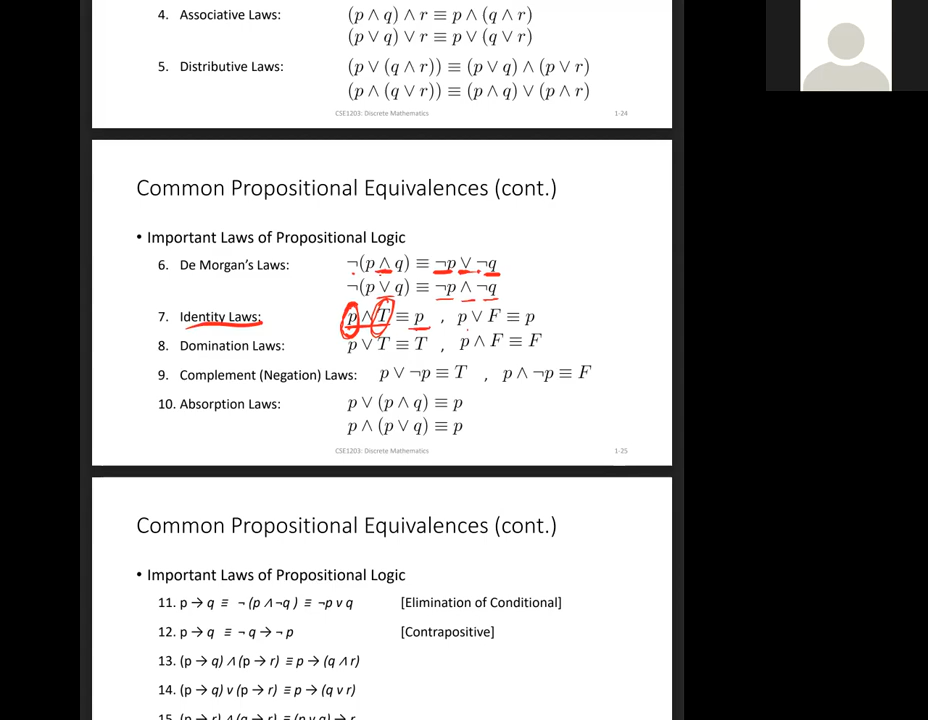 4. Associative Laws: (p ∧ q) ∧ r ≡ p ∧ (q ∧ r)
(p ∨ q) ∨ r ≡ p ∨ (q ∨ r)
5. Distributive Laws: (p ∨ (q ∧ r)) ≡ (p ∨ q) ∧ (p ∨ r)
(p ∧ (q ∨ r)) ≡ (p ∧ q) ∨ (p ∧ r)
CSE1203: Discrete Mathematics 1-24
Common Propositional Equivalences (cont.)
• Important Laws of Propositional Logic
6. De Morgan's Laws: ¬(p ∧ q) ≡ ¬p ∨ ¬q
¬(p ∨ q) ≡ ¬p ∧ ¬q
7. Identity Laws: p ∧ T ≡ p , p ∨ F ≡ p
8. Domination Laws: p ∨ T ≡ T , p ∧ F ≡ F
9. Complement (Negation) Laws: p ∨ ¬p ≡ T , p ∧ ¬p ≡ F
10. Absorption Laws: p ∨ (p ∧ q) ≡ p
p ∧ (p ∨ q) ≡ p
CSE1203: Discrete Mathematics 1-25
Common Propositional Equivalences (cont.)
• Important Laws of Propositional Logic
11. p → q ≡ ¬ (p ∧ ¬q ) ≡ ¬p v q [Elimination of Conditional]
12. p → q ≡ ¬ q → ¬ p [Contrapositive]
13. (p → q) ∧ (p → r) ≡ p → (q ∧ r)
14. (p → q) v (p → r) ≡ p → (q v r)
15. (p → r) ∧ (q → r) ≡ (p v q) → r